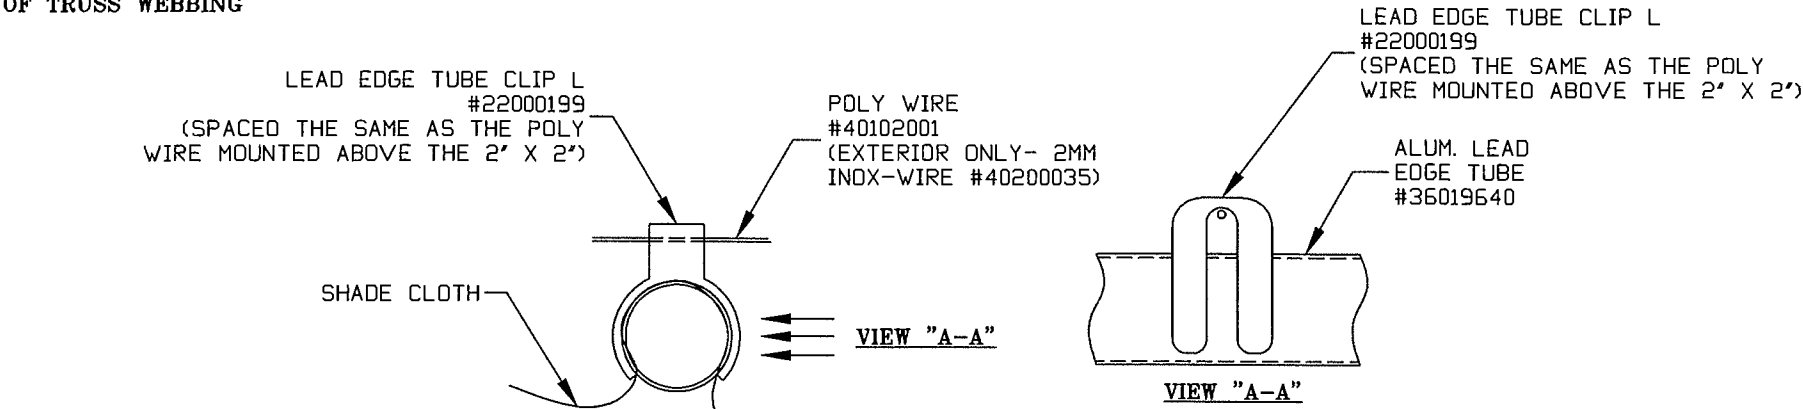 OF TRUSS WEBBING
LEAD EDGE TUBE CLIP L
#22000199
(SPACED THE SAME AS THE POLY
WIRE MOUNTED ABOVE THE 2" X 2")
POLY WIRE
#40102001
(EXTERIOR ONLY- 2MM
INOX-WIRE #40200035)
SHADE CLOTH
VIEW "A-A"
LEAD EDGE TUBE CLIP L
#22000199
(SPACED THE SAME AS THE POLY
WIRE MOUNTED ABOVE THE 2" X 2")
ALUM. LEAD
EDGE TUBE
#36019640
VIEW "A-A"